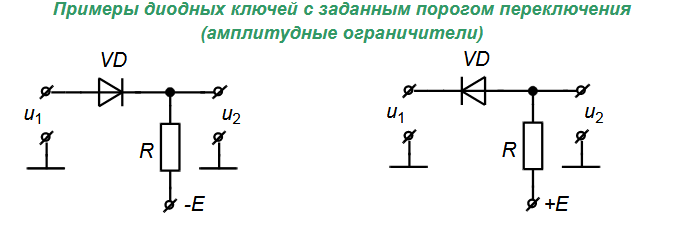 Примеры диодных ключей с заданным порогом переключения
(амплитудные ограничители)
VD
u1
R
u2
-E
VD
u1
R
u2
+E